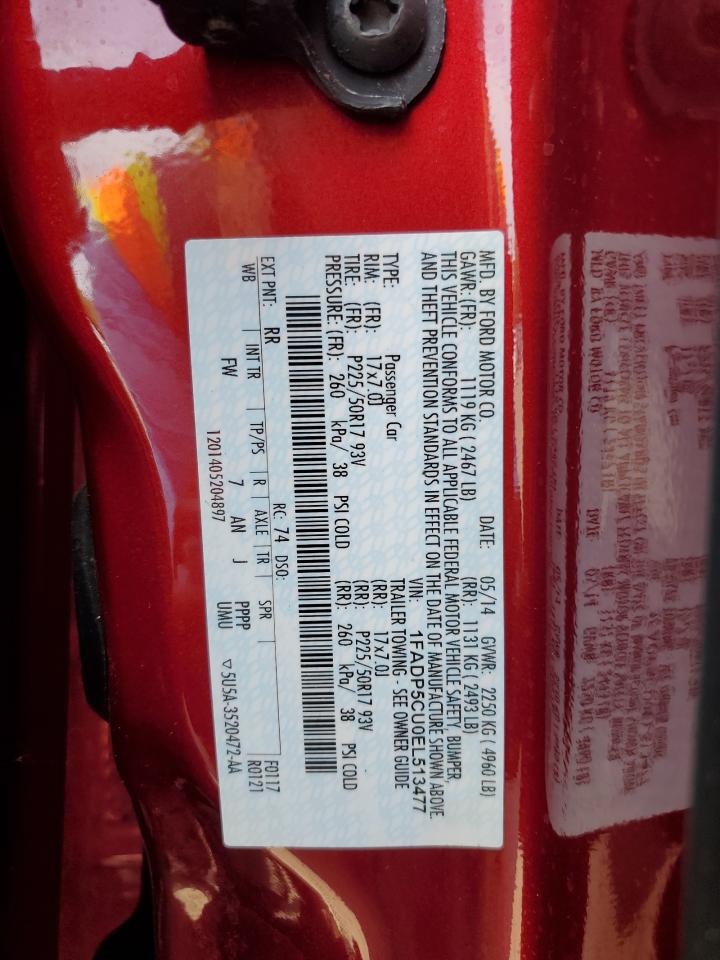 MFD. BY FORD MOTOR CO.
DATE: 05/14 GVWR: 2250 KG ( 4960 LB)
GAWR: (FR): 1119 KG ( 2467 LB) (RR): 1131 KG ( 2493 LB)
THIS VEHICLE CONFORMS TO ALL APPLICABLE FEDERAL MOTOR VEHICLE SAFETY, BUMPER,
AND THEFT PREVENTION STANDARDS IN EFFECT ON THE DATE OF MANUFACTURE SHOWN ABOVE.
VIN: 1FADP5CU0EL513477
TYPE: Passenger Car TRAILER TOWING - SEE OWNER GUIDE
RIM: (FR): 17x7.0J (RR): 17x7.0J
TIRE: (FR): P225/50R17 93V (RR): P225/50R17 93V
PRESSURE: (FR): 260 kPa/ 38 PSI COLD (RR): 260 kPa/ 38 PSI COLD
RC: 74 DSO:
EXT PNT: RR F0117
WB INT TR TP/PS R AXLE TR SPR R0121
FW 7 AN J PPPP
UMU
1201405204897 ▽5U5A-3520472-AA